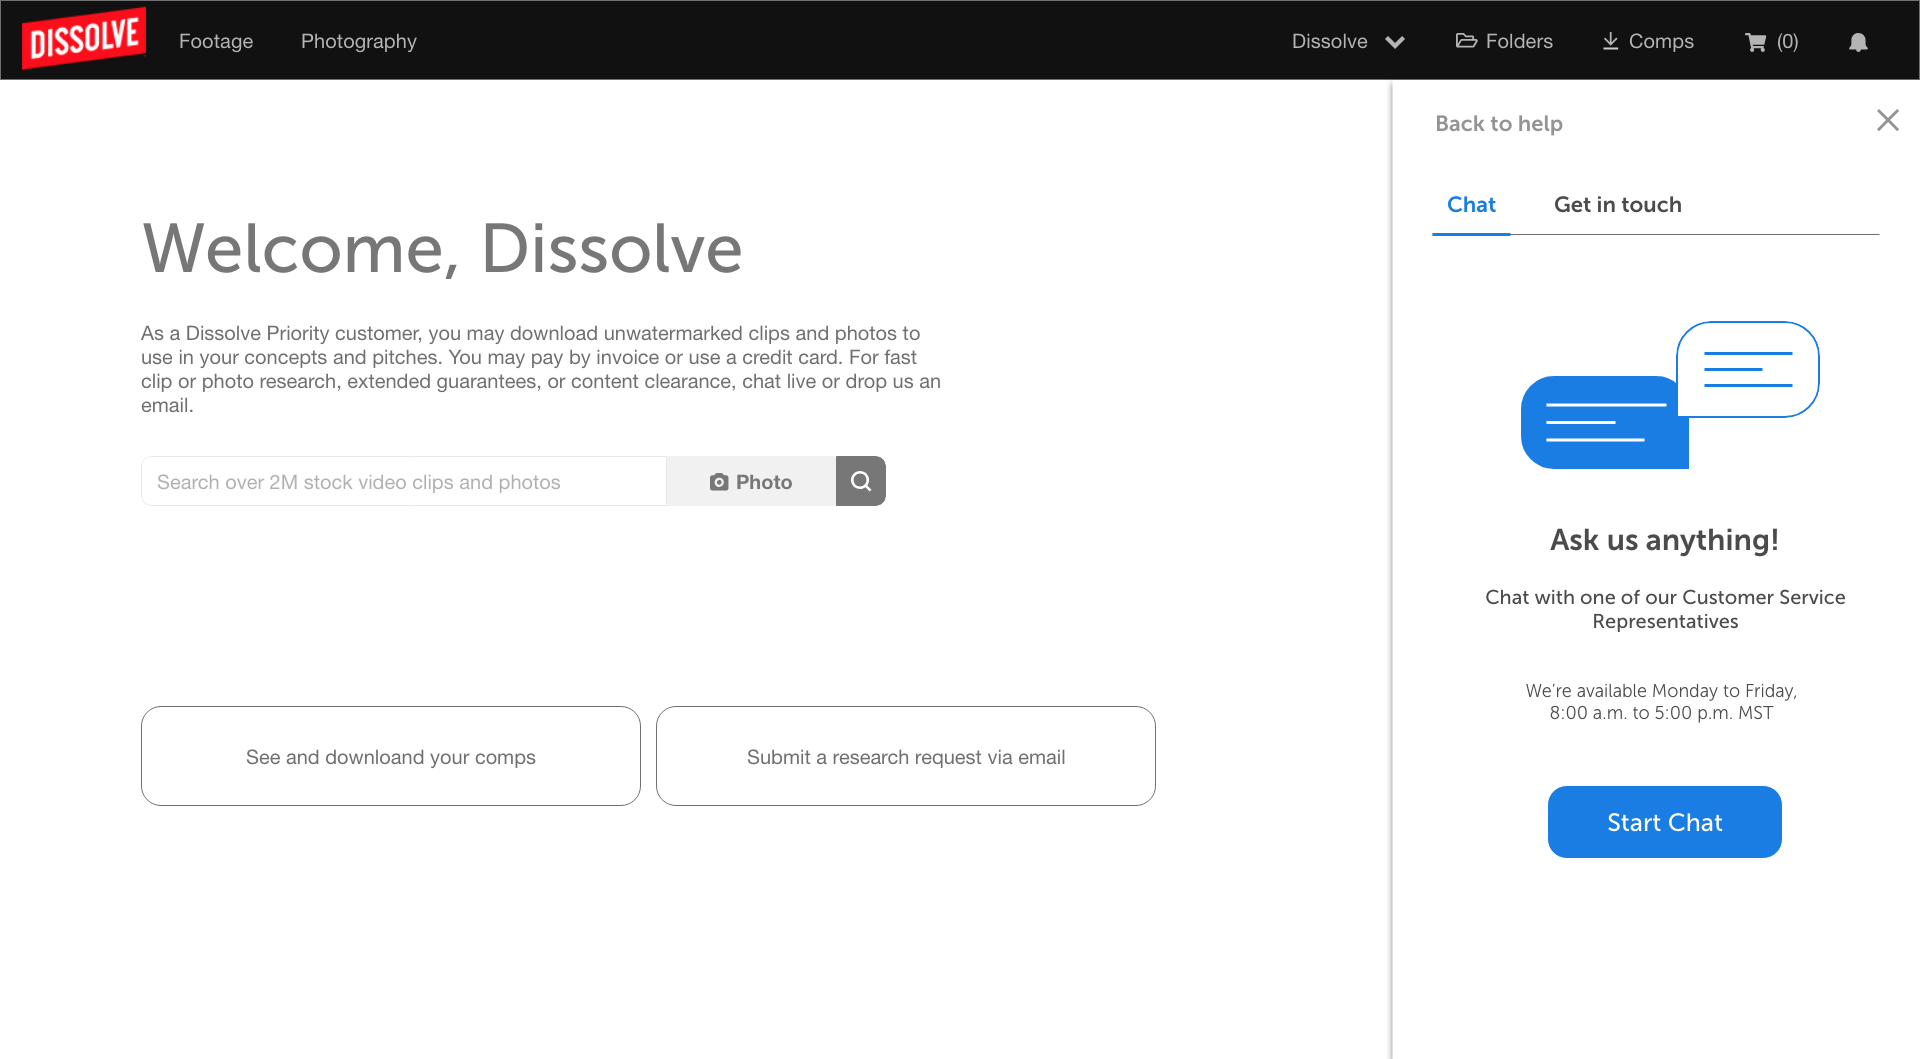 DISSOLVE
Footage
Photography
Dissolve
Folders
Comps
(0)
Welcome, Dissolve
As a Dissolve Priority customer, you may download unwatermarked clips and photos to
use in your concepts and pitches. You may pay by invoice or use a credit card. For fast
clip or photo research, extended guarantees, or content clearance, chat live or drop us an
email.
Search over 2M stock video clips and photos
Photo
See and downloand your comps
Submit a research request via email
Back to help
Chat
Get in touch
Ask us anything!
Chat with one of our Customer Service
Representatives
We're available Monday to Friday,
8:00 a.m. to 5:00 p.m. MST
Start Chat